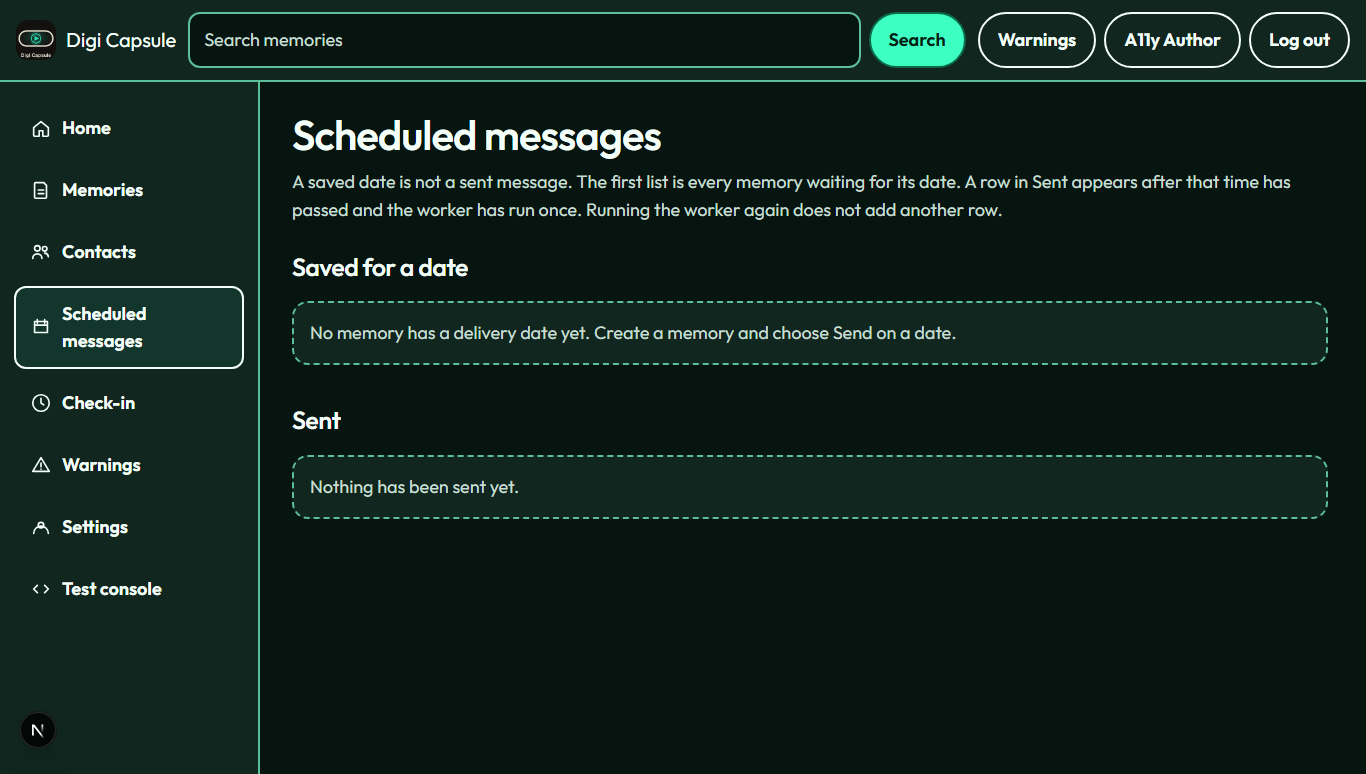 Digi Capsule
Digi Capsule
Search memories
Search
Warnings
A11y Author
Log out
Home
Memories
Contacts
Scheduled
messages
Check-in
Warnings
Settings
Test console
N
Scheduled messages
A saved date is not a sent message. The first list is every memory waiting for its date. A row in Sent appears after that time has
passed and the worker has run once. Running the worker again does not add another row.
Saved for a date
No memory has a delivery date yet. Create a memory and choose Send on a date.
Sent
Nothing has been sent yet.